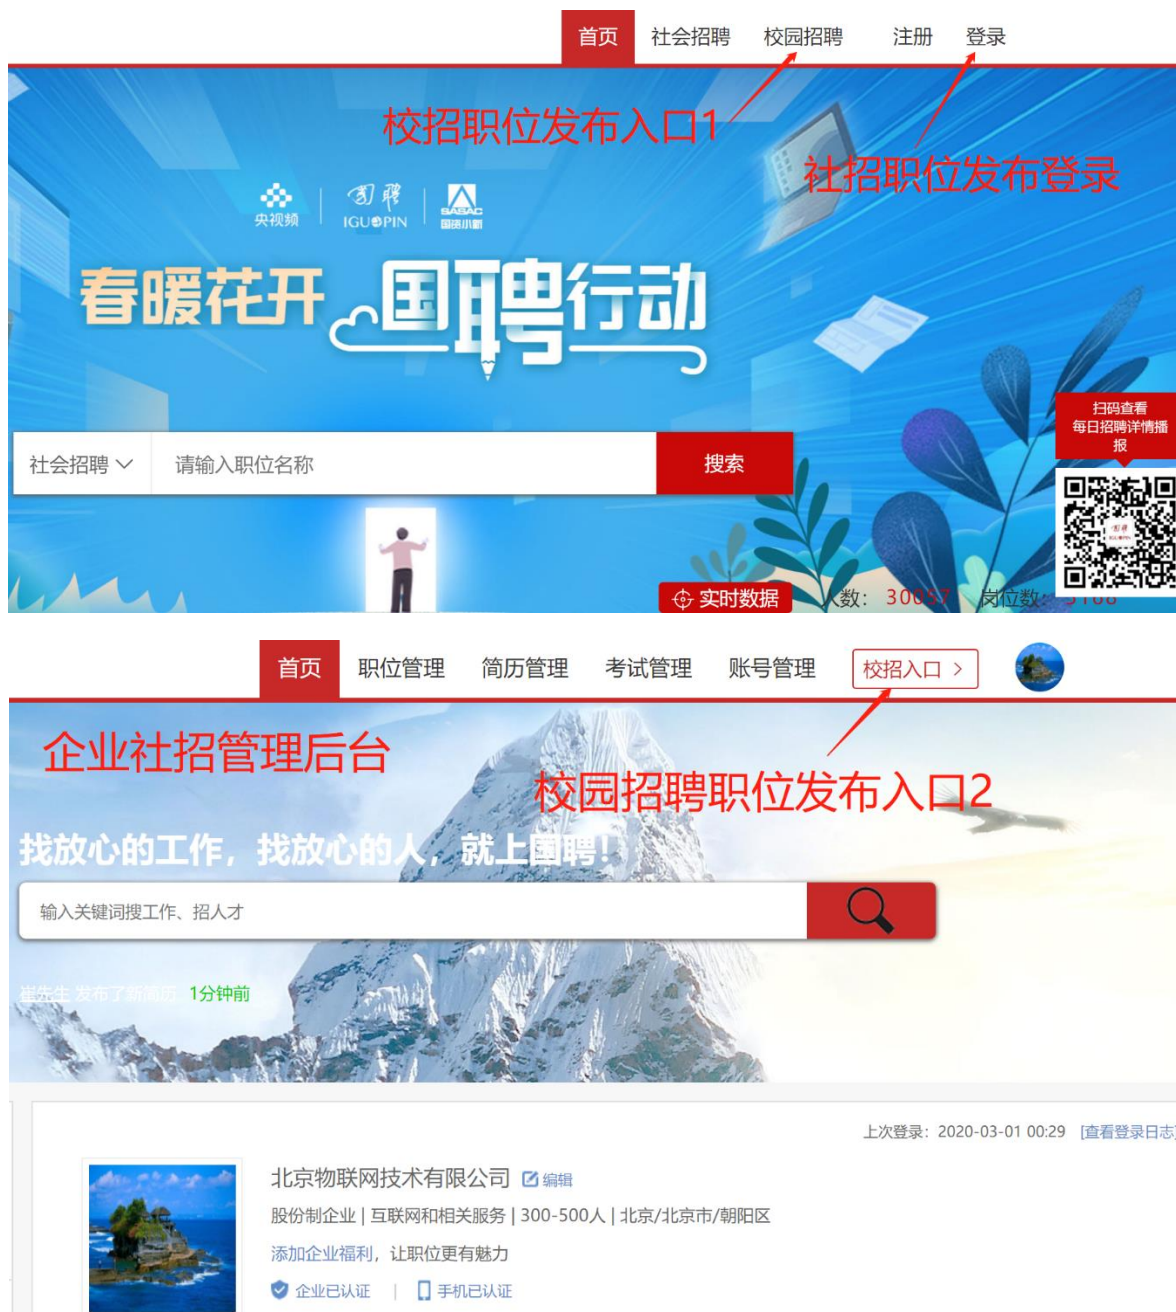 首页 社会招聘 校园招聘 注册 登录
校招职位发布入口1
社招职位发布登录
央视频 国聘 IGUOPIN SASAC 国资小新
春暖花开 国聘行动
扫码查看
每日招聘详情播
报
社会招聘 请输入职位名称 搜索
国聘
IGUOPIN
实时数据 人数： 30057 岗位数： 5168
首页 职位管理 简历管理 考试管理 账号管理 校招入口 >
企业社招管理后台
校园招聘职位发布入口2
找放心的工作，找放心的人，就上国聘！
输入关键词搜工作、招人才
崔先生 发布了新简历 1分钟前
上次登录：2020-03-01 00:29 [查看登录日志]
北京物联网技术有限公司 编辑
股份制企业 | 互联网和相关服务 | 300-500人 | 北京/北京市/朝阳区
添加企业福利，让职位更有魅力
企业已认证 | 手机已认证